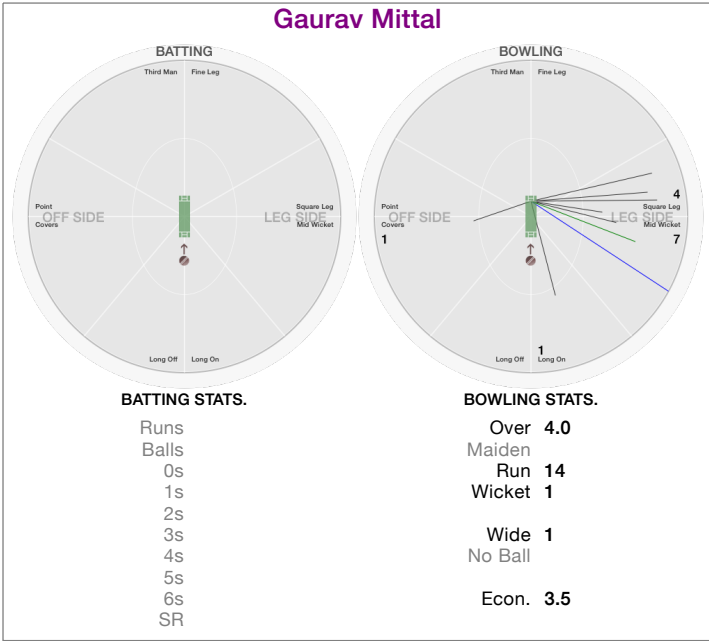 Gaurav Mittal
BATTING
Third Man Fine Leg
Point
OFF SIDE
Covers
Square Leg
LEG SIDE
Mid Wicket
Long Off Long On
BOWLING
Third Man Fine Leg
4
Point
OFF SIDE
Covers
1
Square Leg
LEG SIDE
Mid Wicket
7
1
Long Off Long On
BATTING STATS.
Runs
Balls
0s
1s
2s
3s
4s
5s
6s
SR
BOWLING STATS.
Over 4.0
Maiden
Run 14
Wicket 1
Wide 1
No Ball
Econ. 3.5